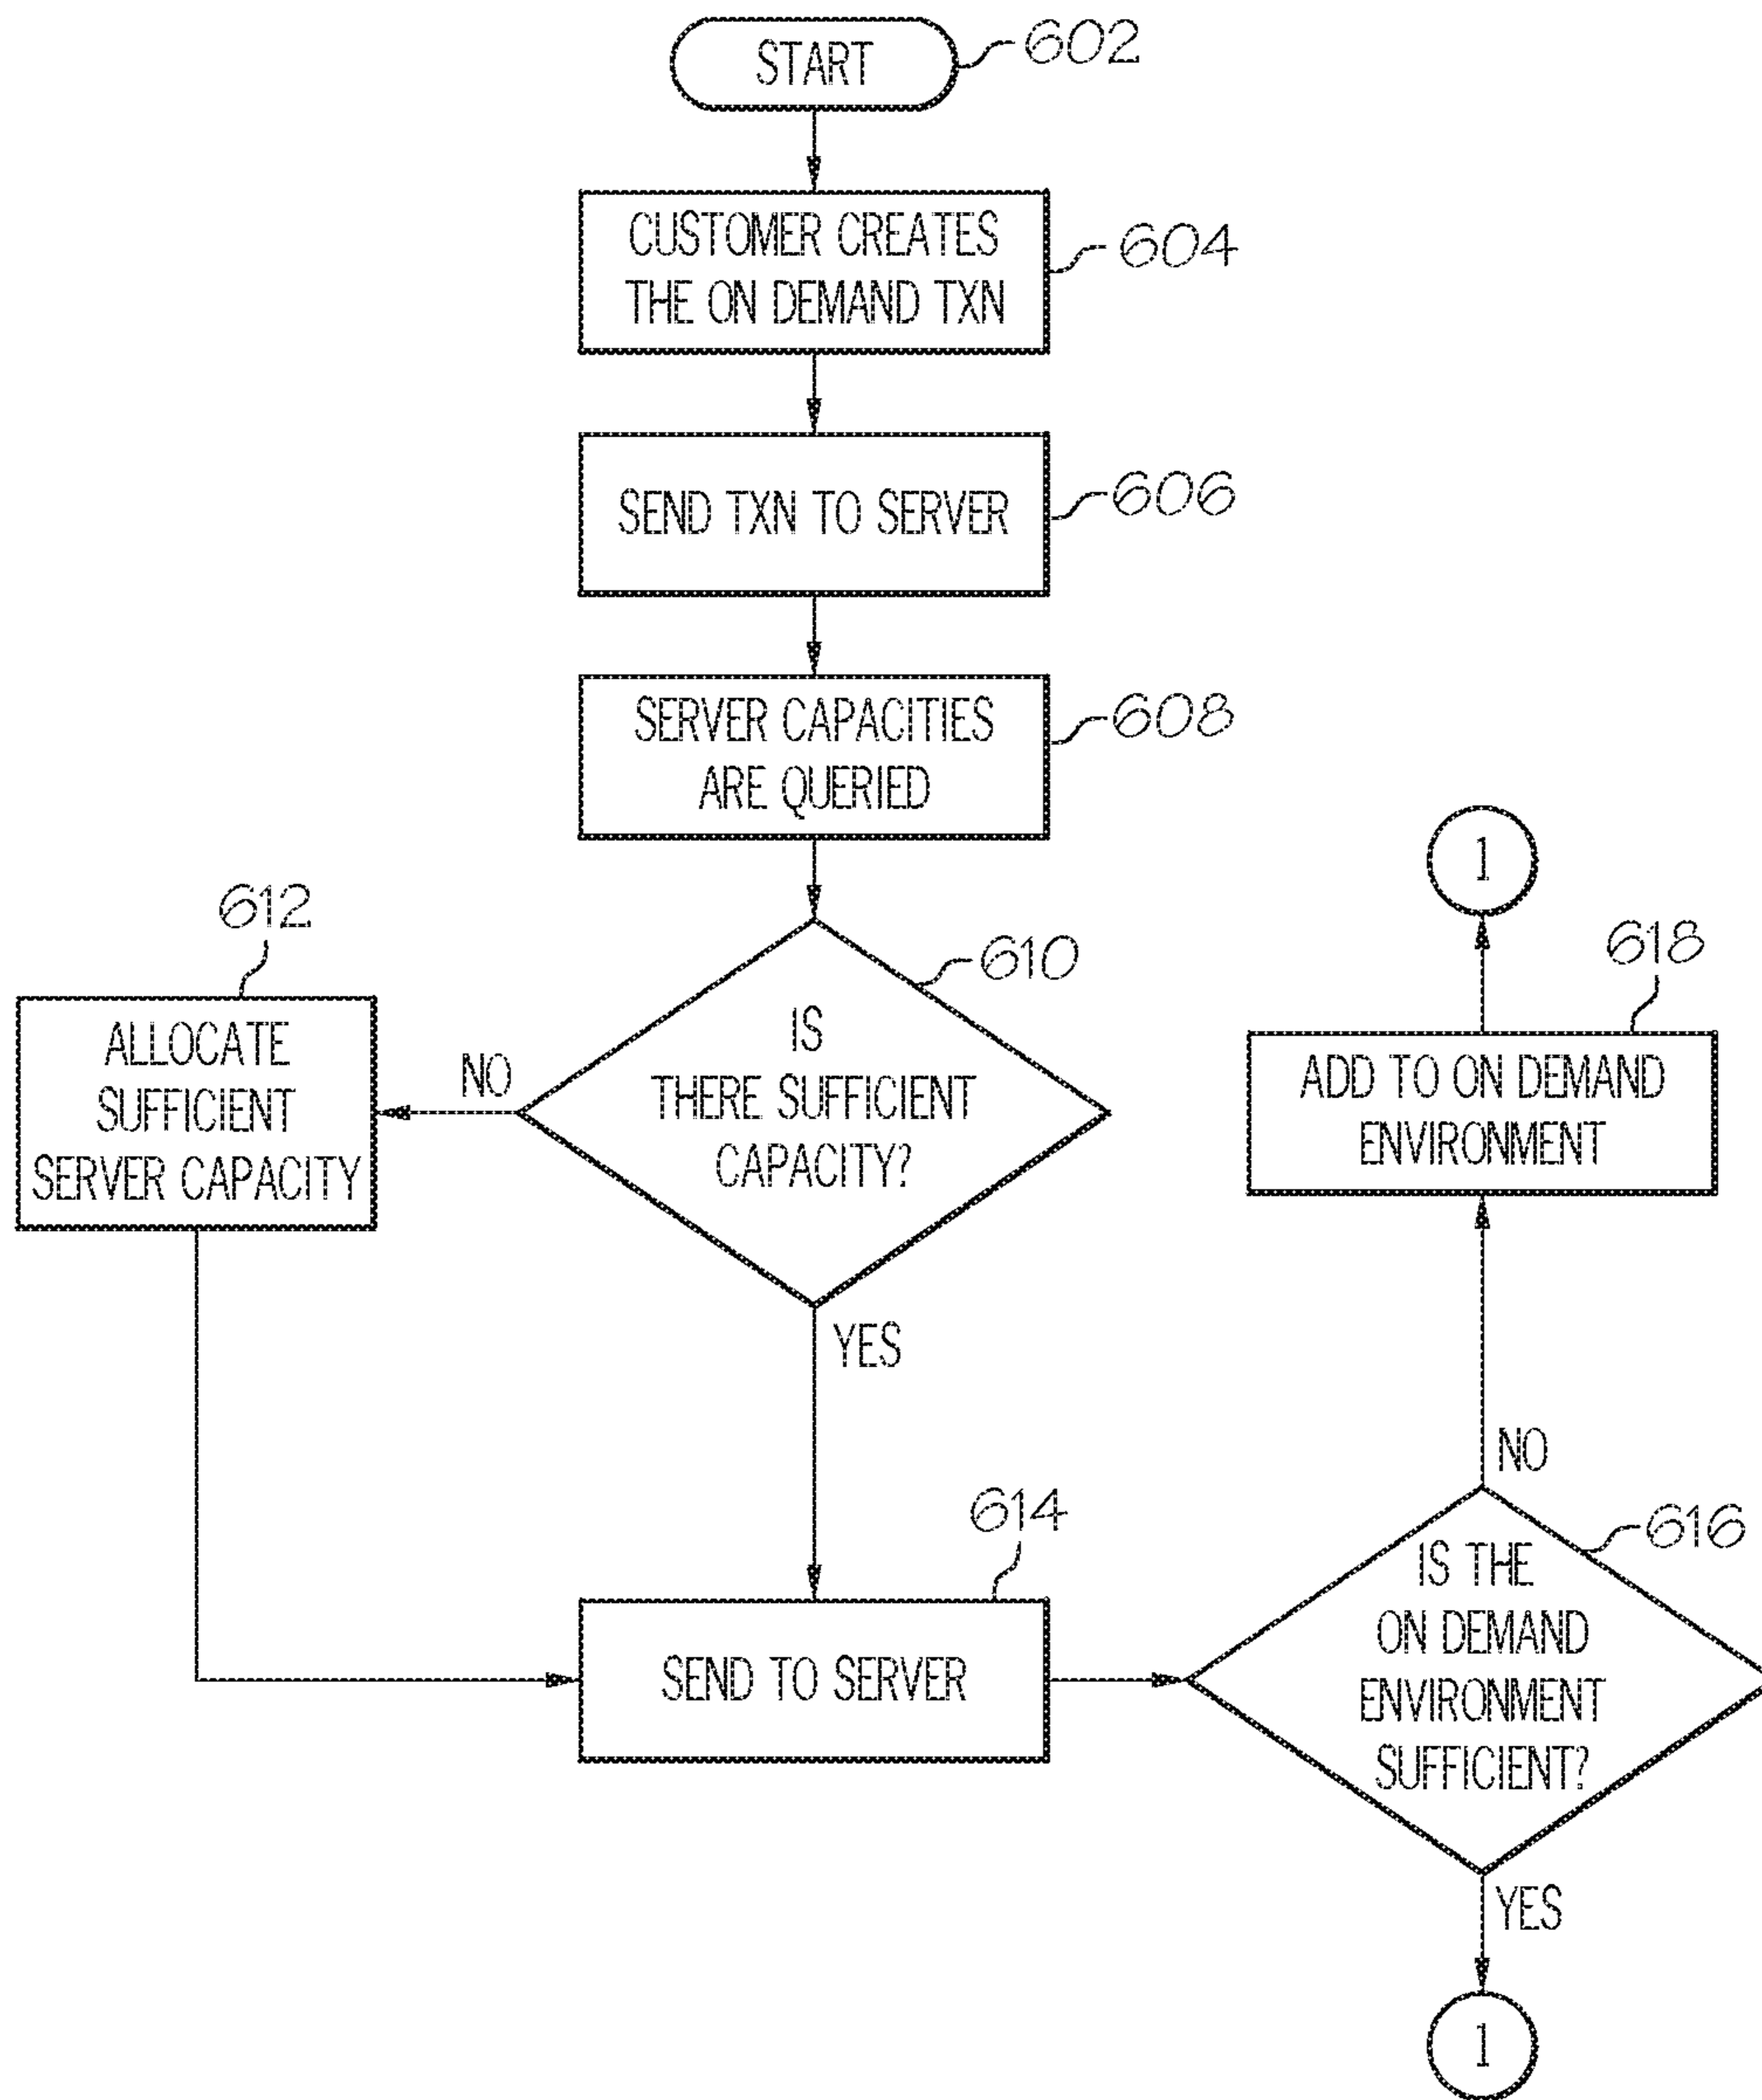 START
602
CUSTOMER CREATES
THE ON DEMAND TXN
604
SEND TXN TO SERVER
606
SERVER CAPACITIES
ARE QUERIED
608
610
IS
THERE SUFFICIENT
CAPACITY?
NO
612
ALLOCATE
SUFFICIENT
SERVER CAPACITY
YES
614
SEND TO SERVER
616
IS THE
ON DEMAND
ENVIRONMENT
SUFFICIENT?
NO
618
ADD TO ON DEMAND
ENVIRONMENT
1
YES
1